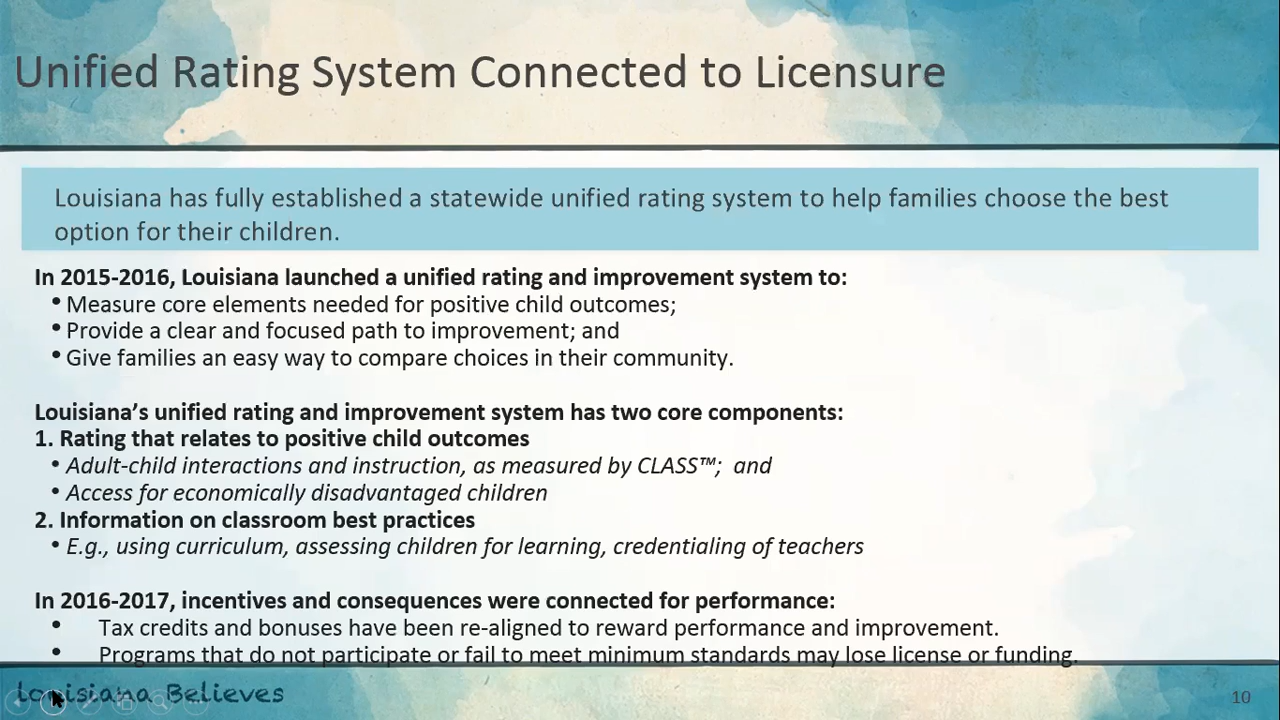 Unified Rating System Connected to Licensure
Louisiana has fully established a statewide unified rating system to help families choose the best
option for their children.
In 2015-2016, Louisiana launched a unified rating and improvement system to:
• Measure core elements needed for positive child outcomes;
• Provide a clear and focused path to improvement; and
• Give families an easy way to compare choices in their community.
Louisiana’s unified rating and improvement system has two core components:
1. Rating that relates to positive child outcomes
• Adult-child interactions and instruction, as measured by CLASS™; and
• Access for economically disadvantaged children
2. Information on classroom best practices
• E.g., using curriculum, assessing children for learning, credentialing of teachers
In 2016-2017, incentives and consequences were connected for performance:
• Tax credits and bonuses have been re-aligned to reward performance and improvement.
• Programs that do not participate or fail to meet minimum standards may lose license or funding.
Louisiana Believes
10